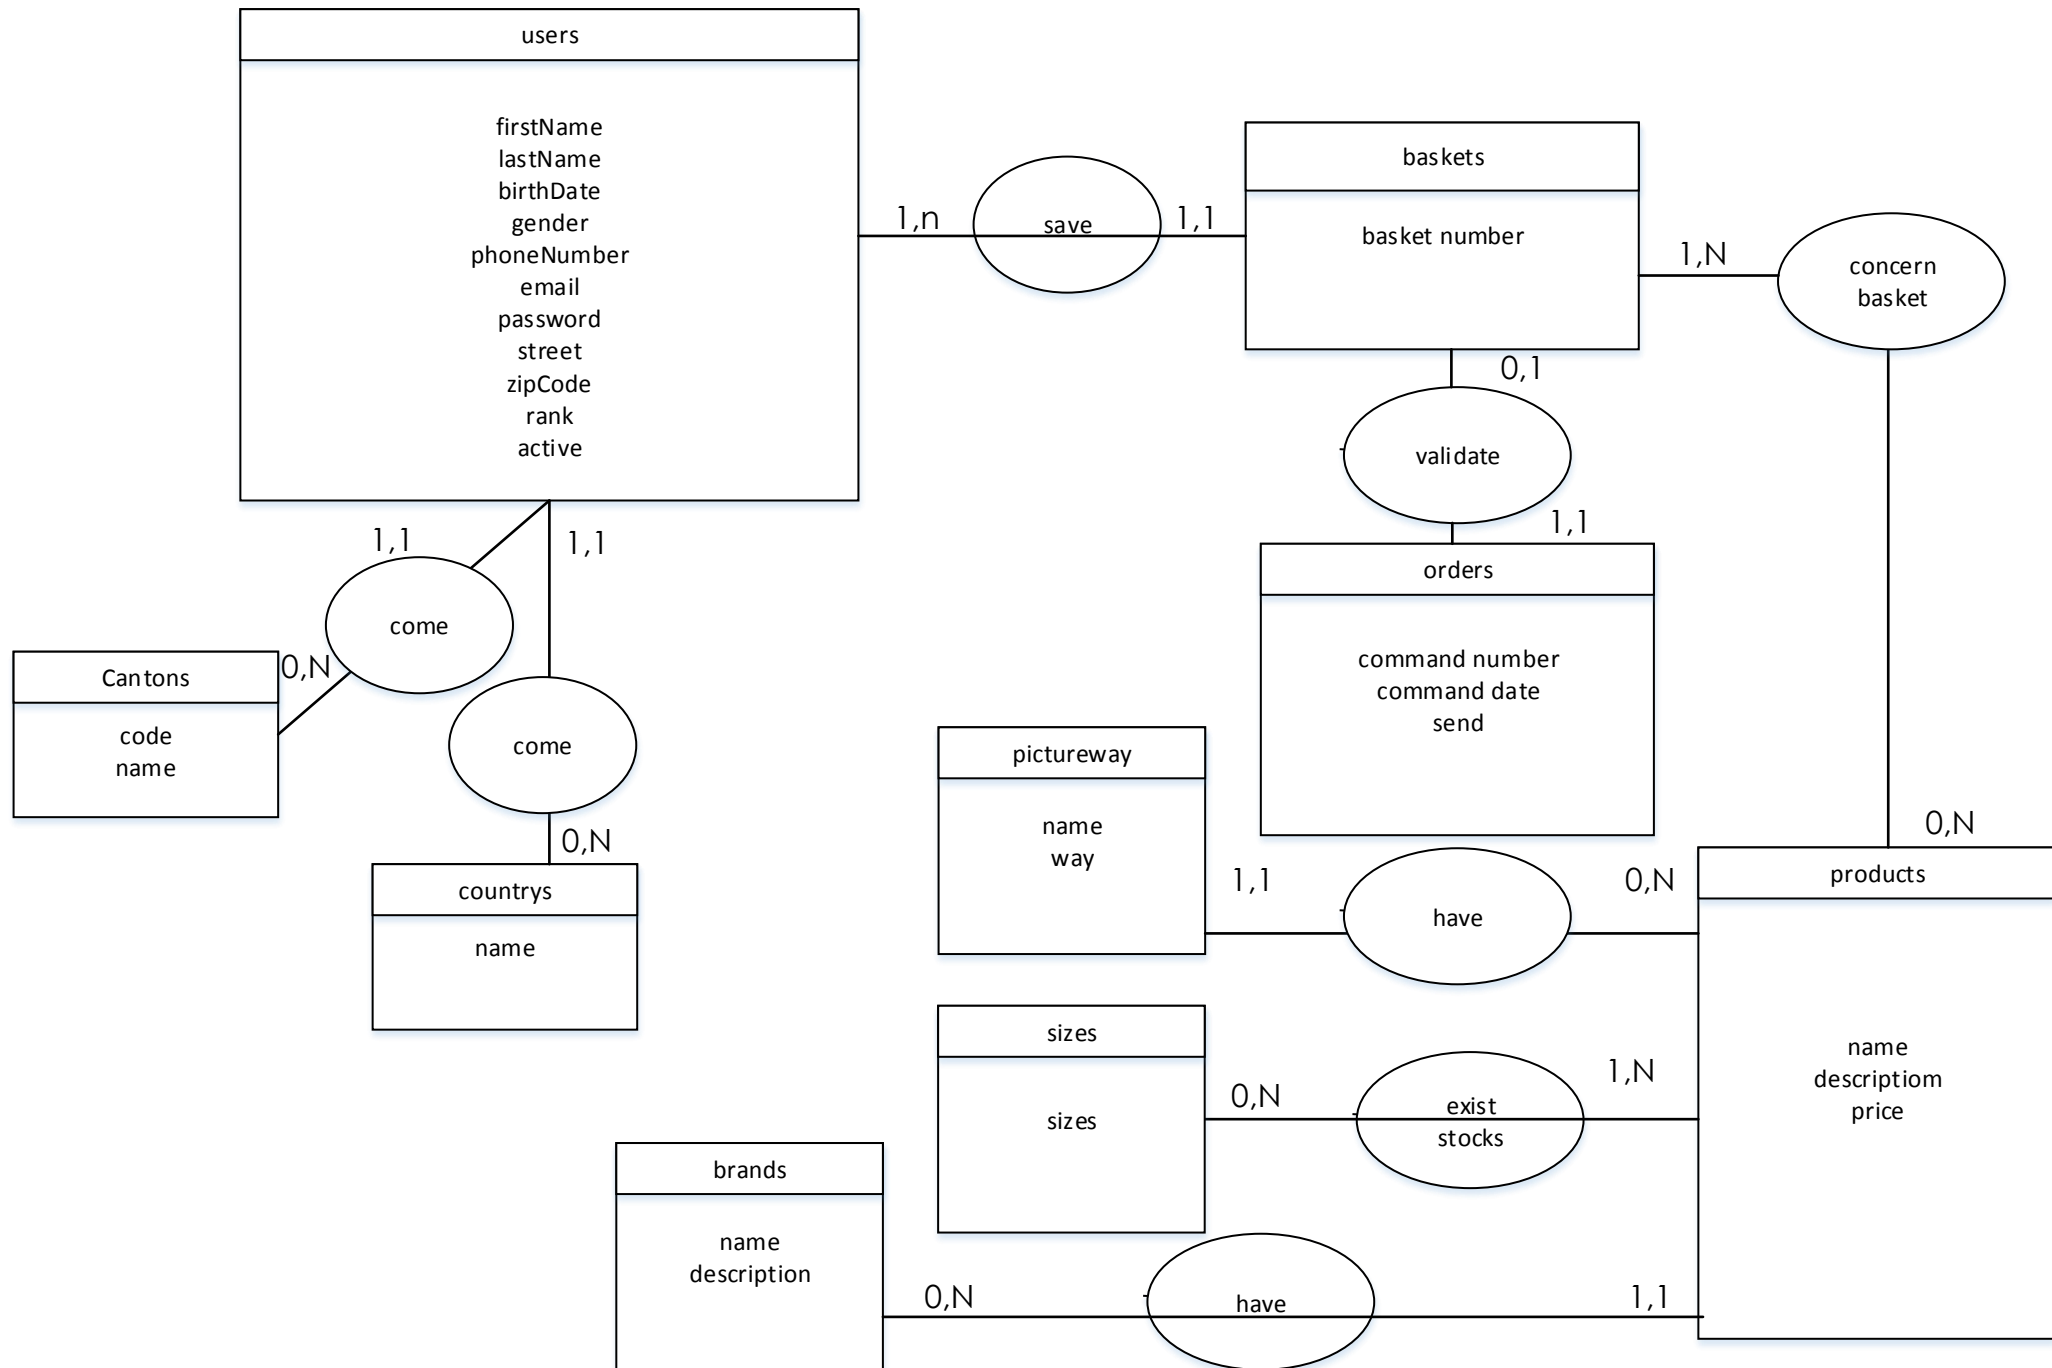 users
firstName
lastName
birthDate
gender
phoneNumber
email
password
street
zipCode
rank
active
1,n
save
1,1
baskets
basket number
1,N
concern
basket
0,1
validate
1,1
orders
command number
command date
send
1,1
1,1
come
0,N
Cantons
code
name
come
0,N
countrys
name
pictureway
name
way
1,1
have
0,N
0,N
products
name
descriptiom
price
sizes
sizes
0,N
exist
stocks
1,N
brands
name
description
0,N
have
1,1